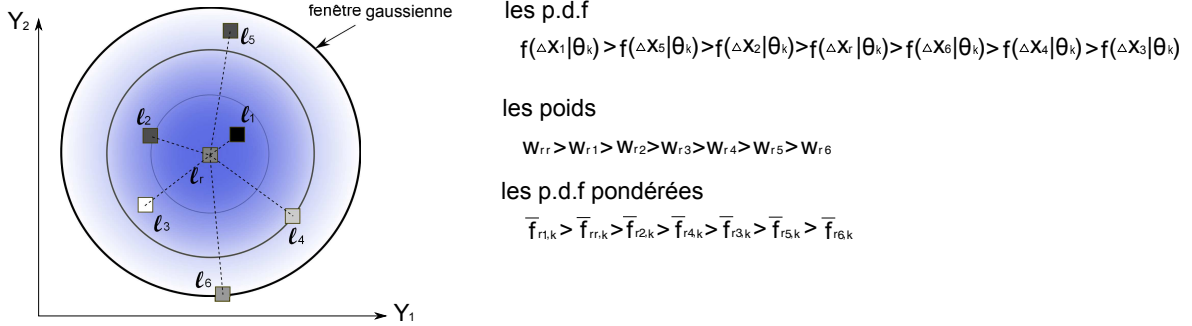 fenêtre gaussienne
Y2
ℓ5
ℓ2
ℓ1
ℓr
ℓ3
ℓ4
ℓ6
Y1
les p.d.f
f(△x1|θk) > f(△x5|θk) > f(△x2|θk) > f(△xr|θk) > f(△x6|θk) > f(△x4|θk) > f(△x3|θk)
les poids
wrr > wr1 > wr2 > wr3 > wr4 > wr5 > wr6
les p.d.f pondérées
f̅r1,k > f̅rr,k > f̅r2,k > f̅r4,k > f̅r3,k > f̅r5,k > f̅r6,k